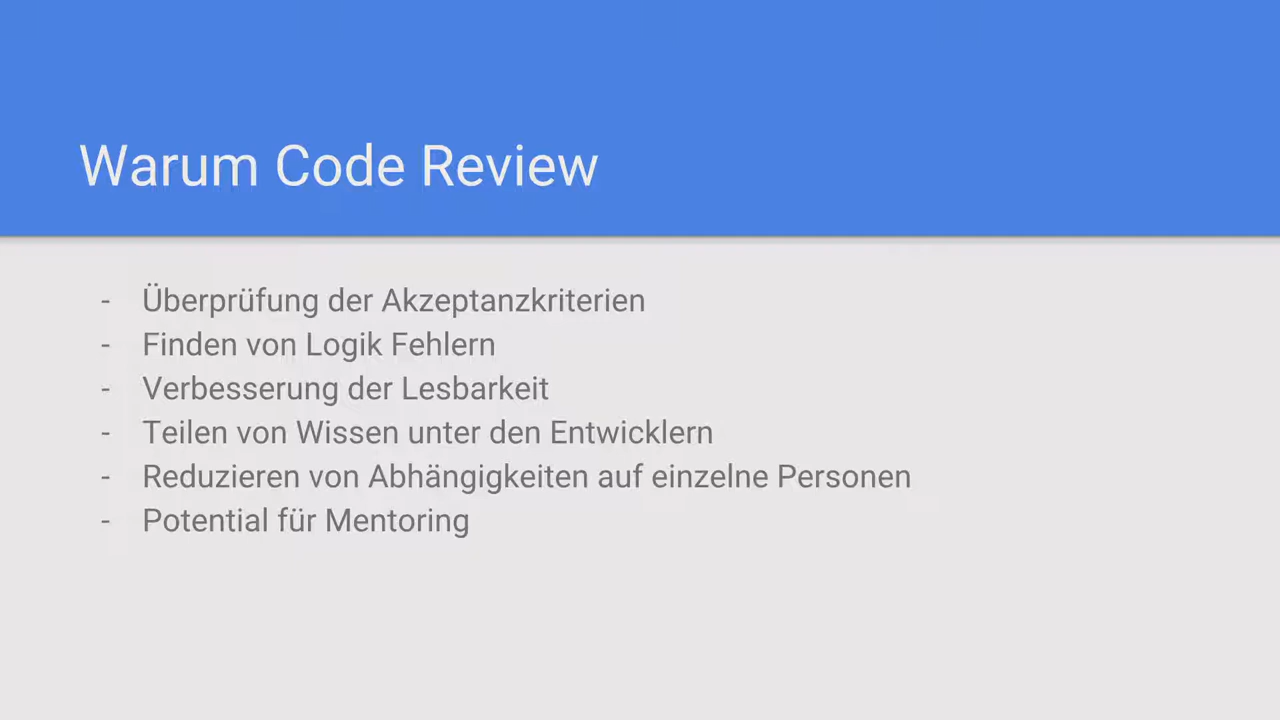 Warum Code Review
- Überprüfung der Akzeptanzkriterien
- Finden von Logik Fehlern
- Verbesserung der Lesbarkeit
- Teilen von Wissen unter den Entwicklern
- Reduzieren von Abhängigkeiten auf einzelne Personen
- Potential für Mentoring